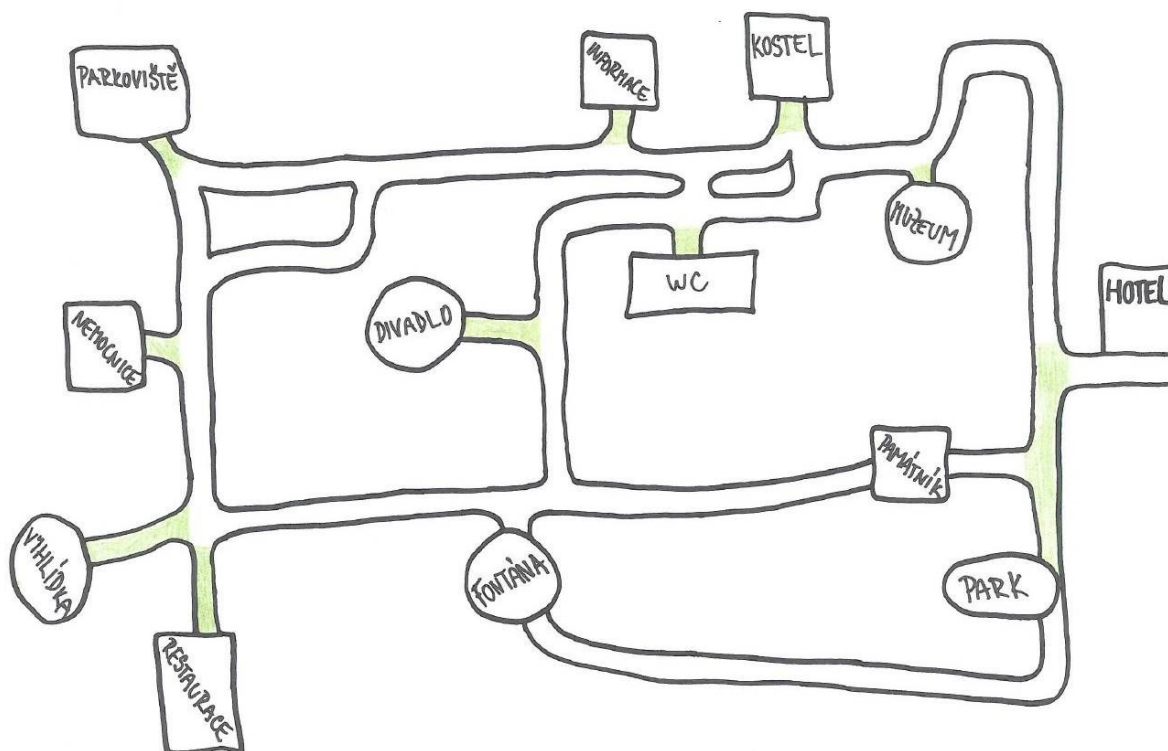 PARKOVIŠTĚ
INFORMACE
KOSTEL
MUZEUM
WC
HOTEL
NEMOCNICE
DIVADLO
PAMÁTNÍK
VYHLÍDKA
FONTÁNA
PARK
RESTAURACE